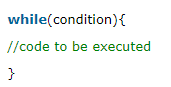 while(condition){
//code to be executed
}